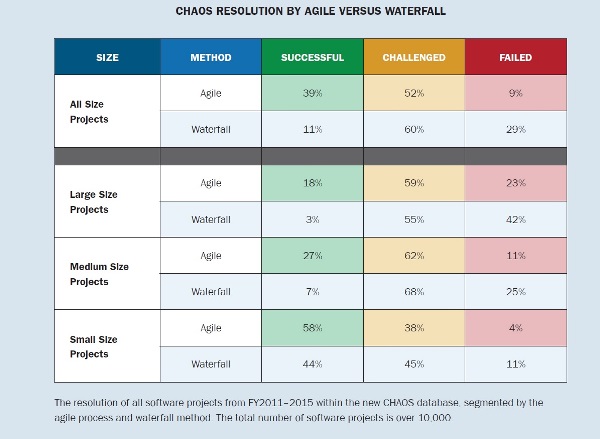 CHAOS RESOLUTION BY AGILE VERSUS WATERFALL
SIZE METHOD SUCCESSFUL CHALLENGED FAILED
All Size Projects Agile 39% 52% 9%
Waterfall 11% 60% 29%
Large Size Projects Agile 18% 59% 23%
Waterfall 3% 55% 42%
Medium Size Projects Agile 27% 62% 11%
Waterfall 7% 68% 25%
Small Size Projects Agile 58% 38% 4%
Waterfall 44% 45% 11%
The resolution of all software projects from FY2011–2015 within the new CHAOS database, segmented by the
agile process and waterfall method. The total number of software projects is over 10,000.